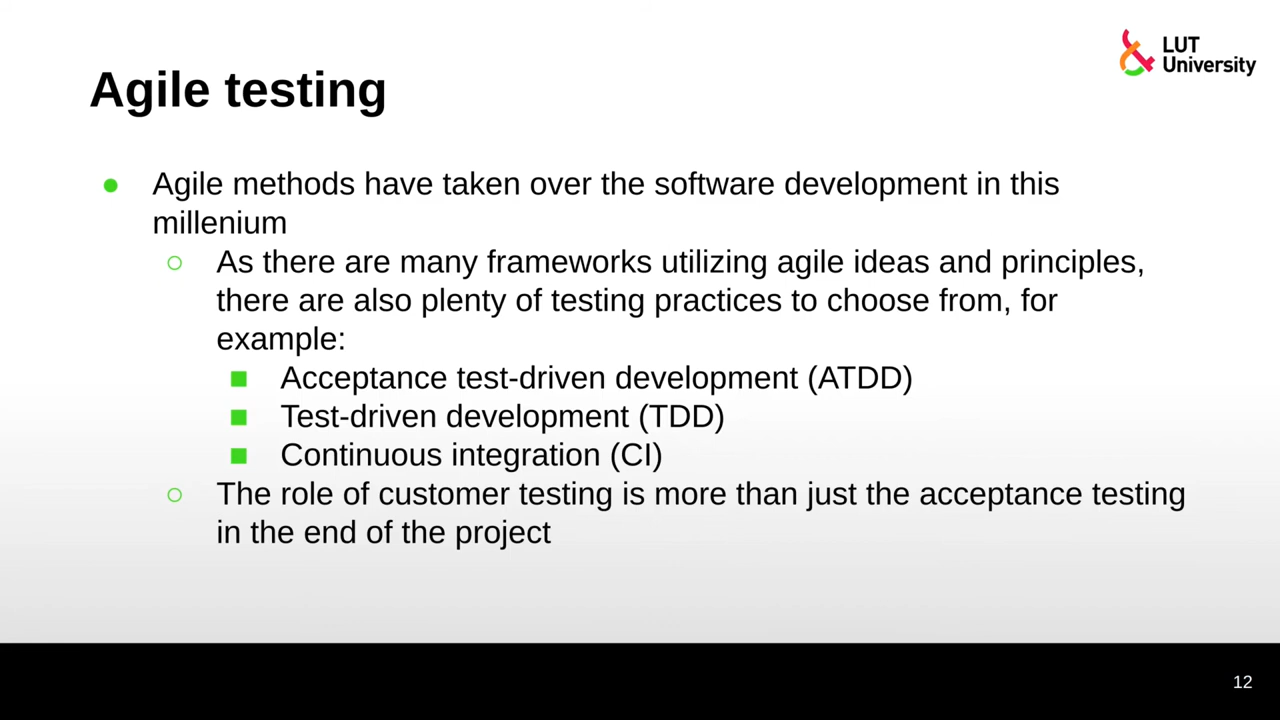 LUT
University
Agile testing
Agile methods have taken over the software development in this
millenium
As there are many frameworks utilizing agile ideas and principles,
there are also plenty of testing practices to choose from, for
example:
Acceptance test-driven development (ATDD)
Test-driven development (TDD)
Continuous integration (CI)
The role of customer testing is more than just the acceptance testing
in the end of the project
12